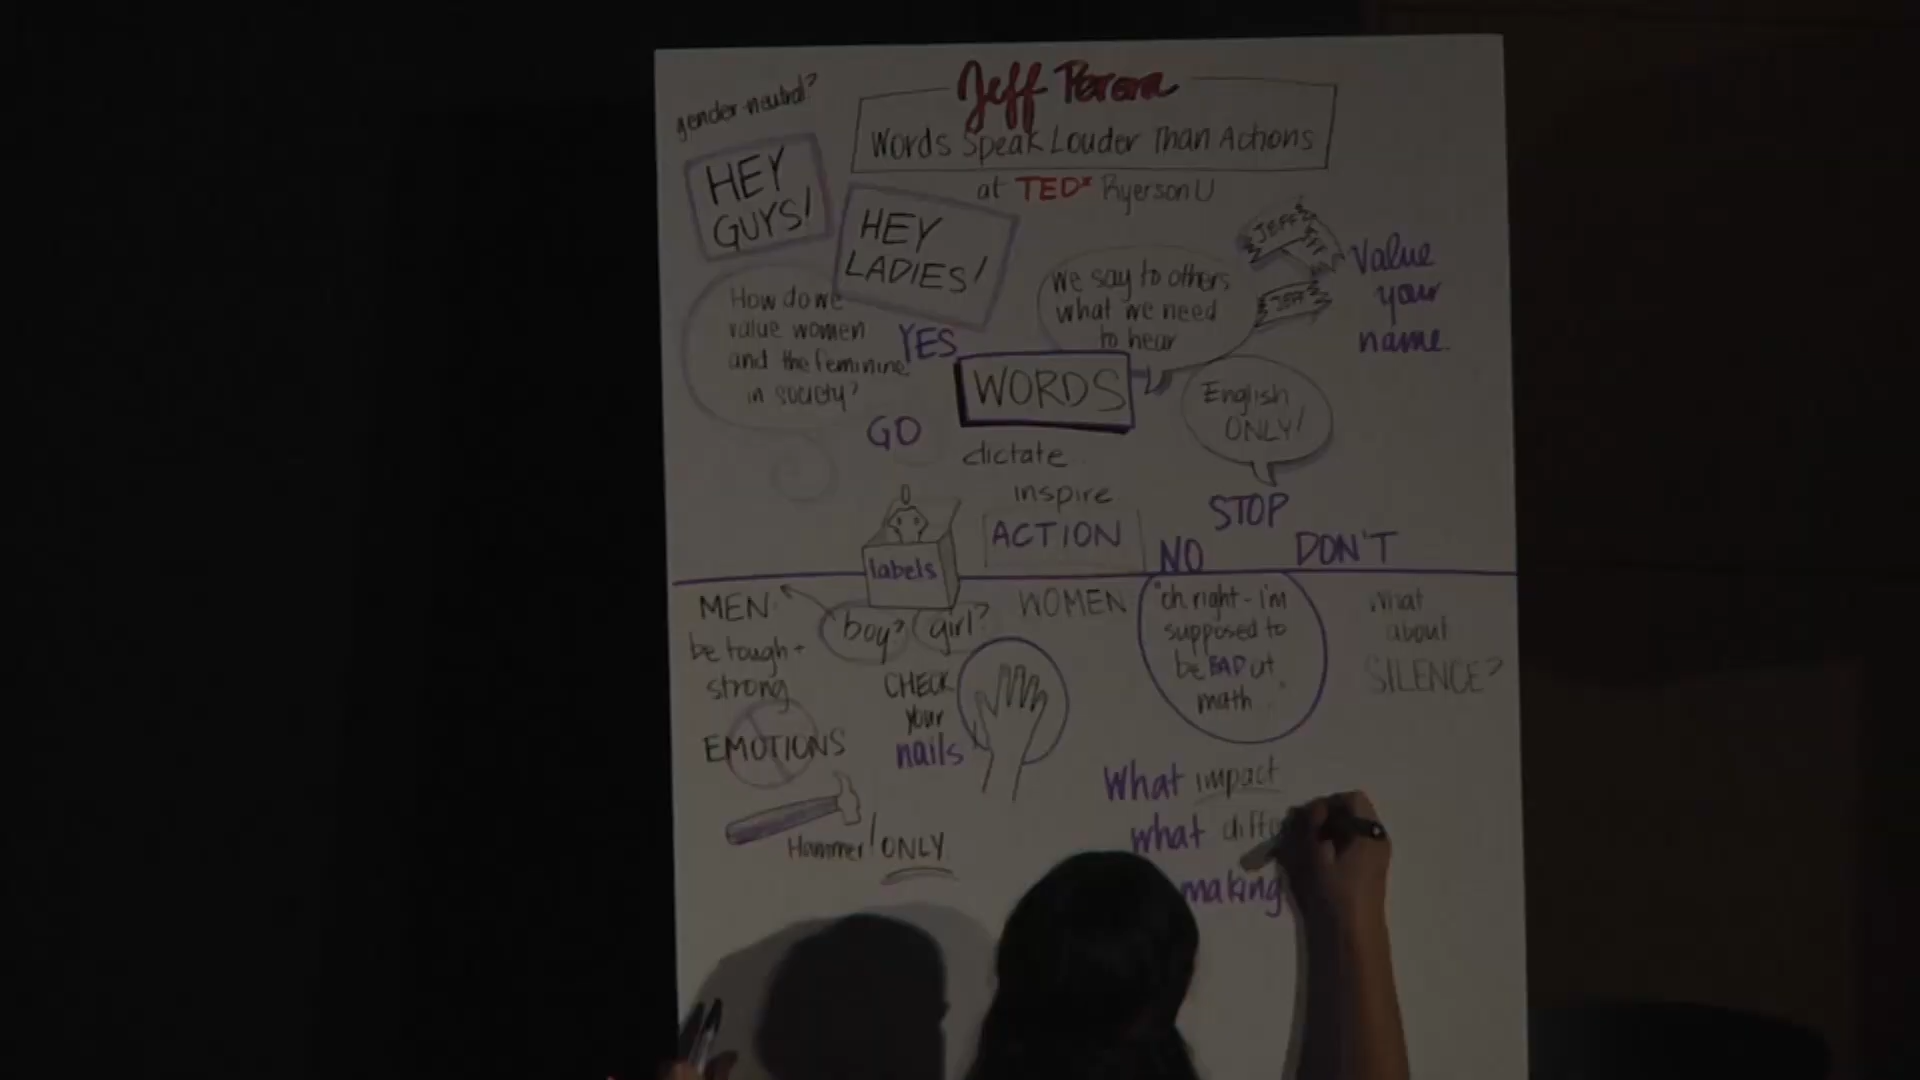 Jeff Perera
Words Speak Louder Than Actions
at TEDx RyersonU
gender-neutral?
HEY
GUYS!
HEY
LADIES!
How do we
value women
and the feminine
in society?
YES
GO
We say to others
what we need
to hear
JEFF
JEFF
Value
your
name.
WORDS
dictate
inspire
ACTION
English
ONLY!
STOP
NO
DON'T
labels
boy?
girl?
MEN
be tough +
strong
EMOTIONS
Hammer!
ONLY
WOMEN
CHECK
your
nails
"oh right - I'm
supposed to
be BAD at
math"
What
about
SILENCE?
What impact
what diffe
making